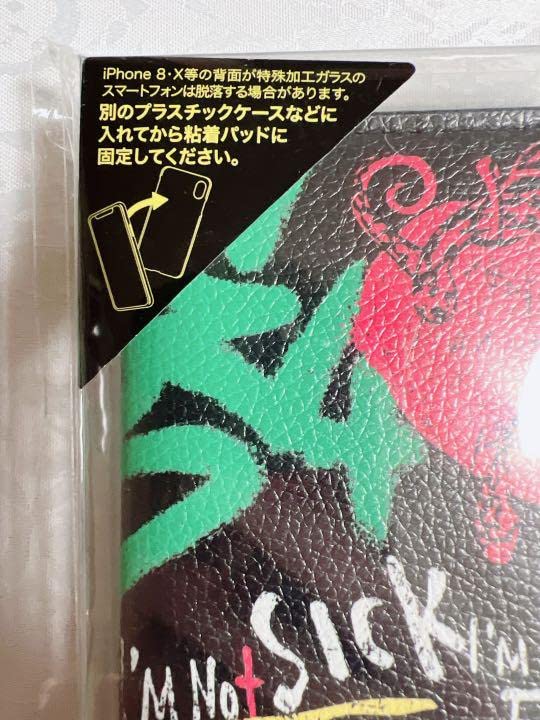 iPhone 8・X等の背面が特殊加工ガラスの
スマートフォンは脱落する場合があります。
別のプラスチックケースなどに
入れてから粘着パッドに
固定してください。
I'M NOt SICK I'M